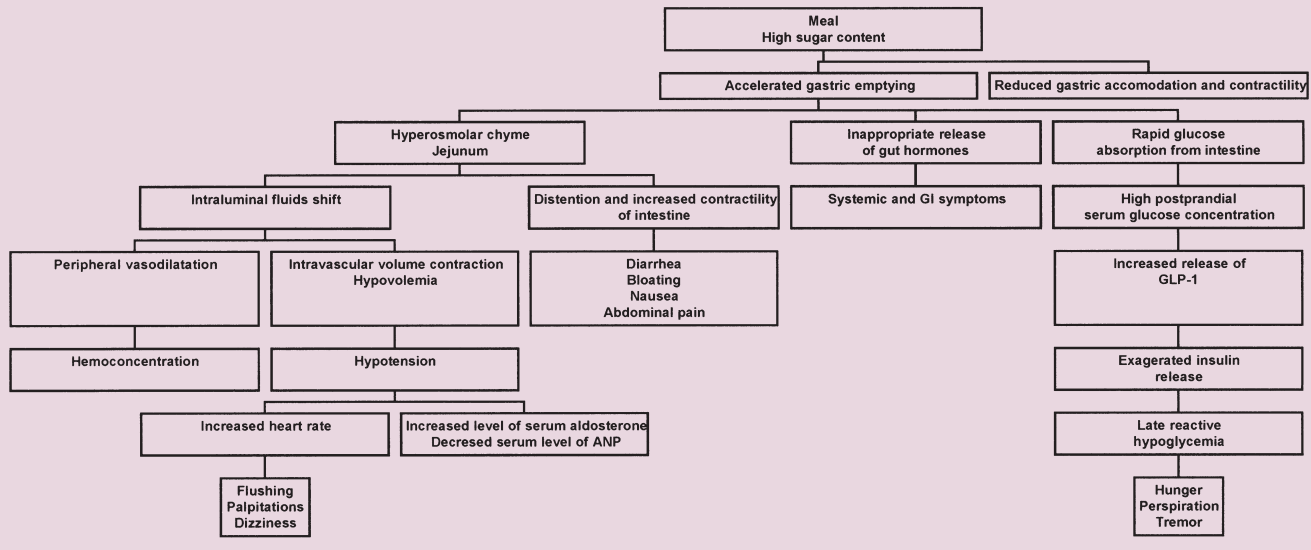 Meal
High sugar content
Accelerated gastric emptying
Reduced gastric accomodation and contractility
Hyperosmolar chyme
Jejunum
Inappropriate release
of gut hormones
Rapid glucose
absorption from intestine
Intraluminal fluids shift
Distention and increased contractility
of intestine
Systemic and GI symptoms
High postprandial
serum glucose concentration
Peripheral vasodilatation
Intravascular volume contraction
Hypovolemia
Diarrhea
Bloating
Nausea
Abdominal pain
Increased release of
GLP-1
Hemoconcentration
Hypotension
Exagerated insulin
release
Increased heart rate
Increased level of serum aldosterone
Decresed serum level of ANP
Late reactive
hypoglycemia
Flushing
Palpitations
Dizziness
Hunger
Perspiration
Tremor